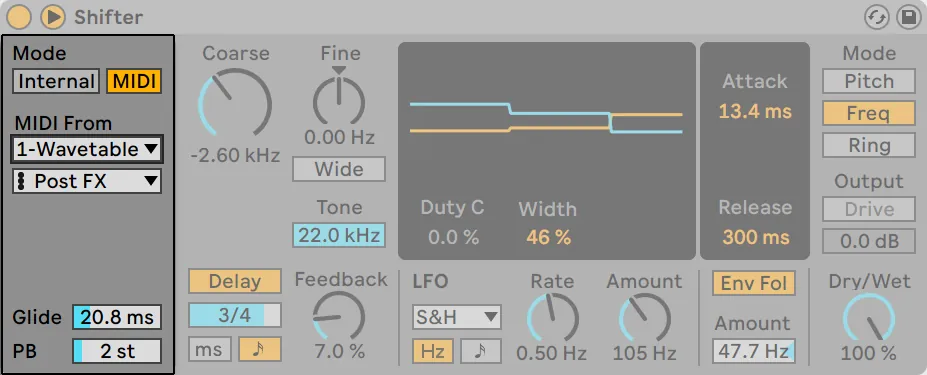 Shifter
Mode
Internal MIDI
MIDI From
1-Wavetable
Post FX
Glide 20.8 ms
PB 2 st
Coarse
-2.60 kHz
Fine
0.00 Hz
Wide
Tone
22.0 kHz
Delay
3/4
ms
Feedback
7.0 %
Duty C
0.0 %
Width
46 %
LFO
S&H
Hz
Rate
0.50 Hz
Amount
105 Hz
Attack
13.4 ms
Release
300 ms
Env Fol
Amount
47.7 Hz
Mode
Pitch
Freq
Ring
Output
Drive
0.0 dB
Dry/Wet
100 %